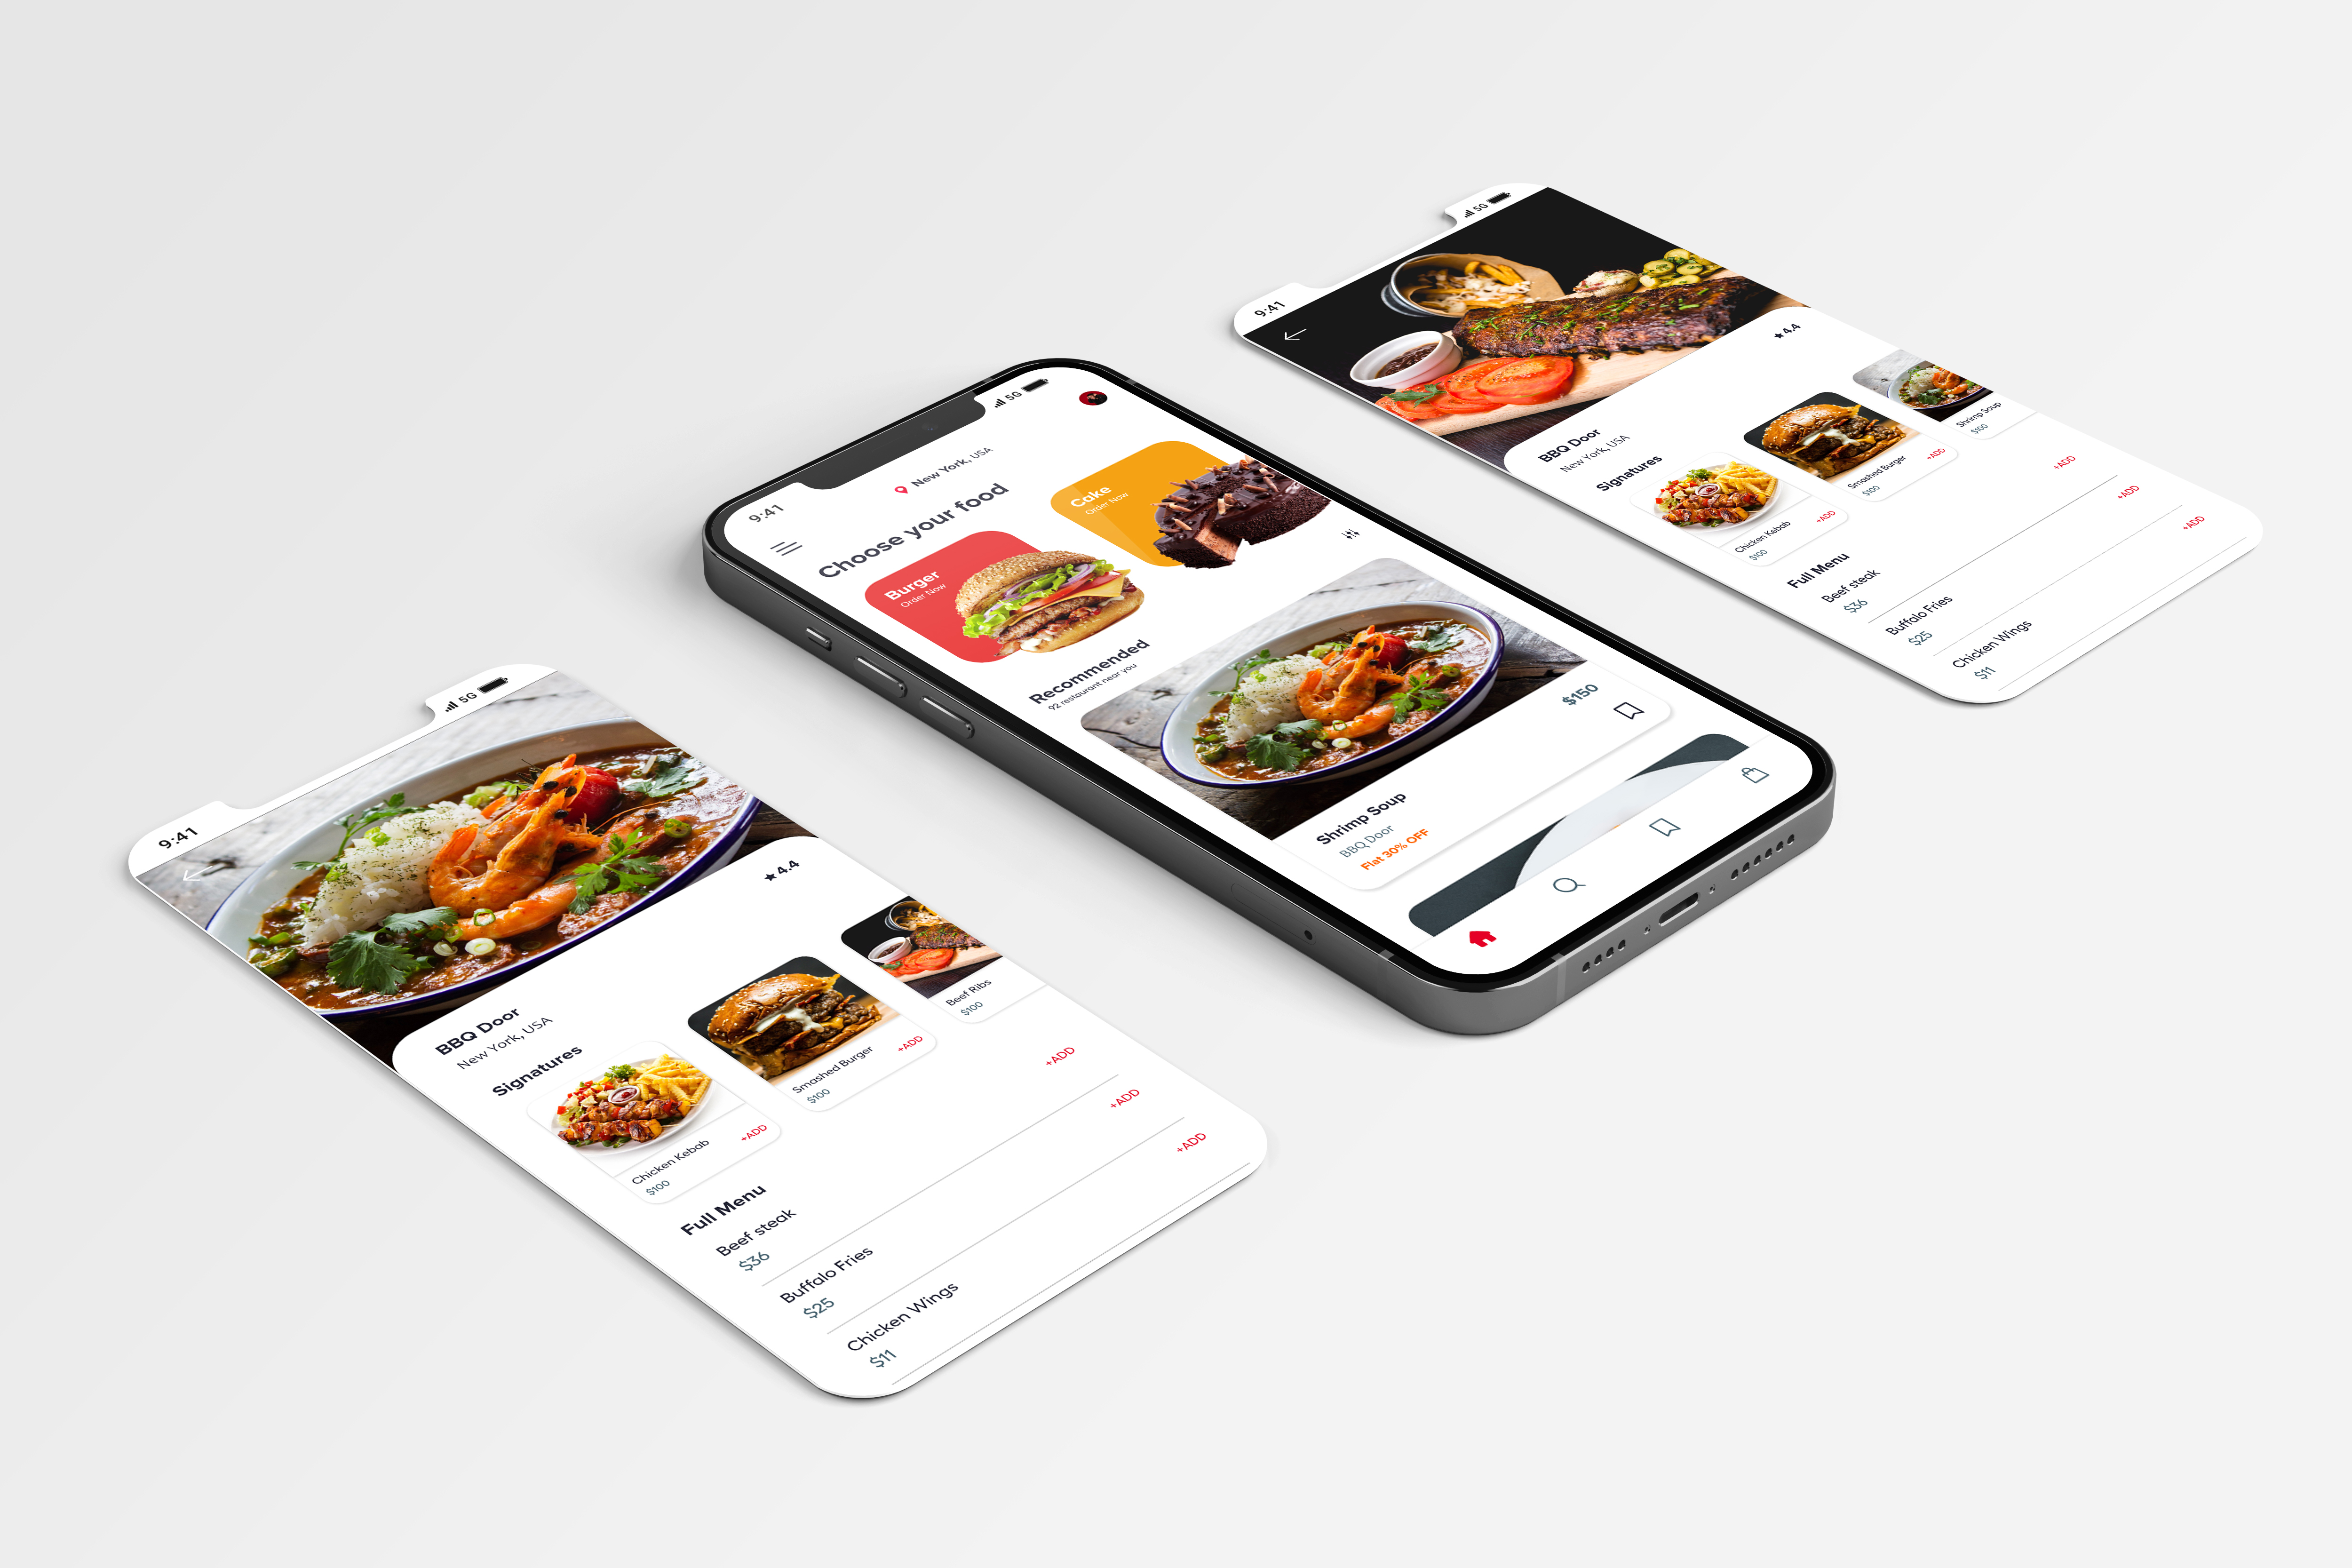 9:41
5G
BBQ Door
★ 4.4
New York, USA
Signatures
Chicken Kebab
$100
+ADD
Smashed Burger
$100
+ADD
Beef Ribs
$100
Full Menu
Beef steak
$36
+ADD
Buffalo Fries
$25
+ADD
Chicken Wings
$11
+ADD
9:41
5G
New York, USA
Choose your food
Burger
Order Now
Cake
Order Now
Recommended
92 restaurant near you
Shrimp Soup
$150
BBQ Door
Flat 30% OFF
9:41
5G
BBQ Door
★ 4.4
New York, USA
Signatures
Chicken Kebab
$100
+ADD
Smashed Burger
$100
+ADD
Shrimp Soup
$100
Full Menu
Beef steak
$36
+ADD
Buffalo Fries
$25
+ADD
Chicken Wings
$11
+ADD